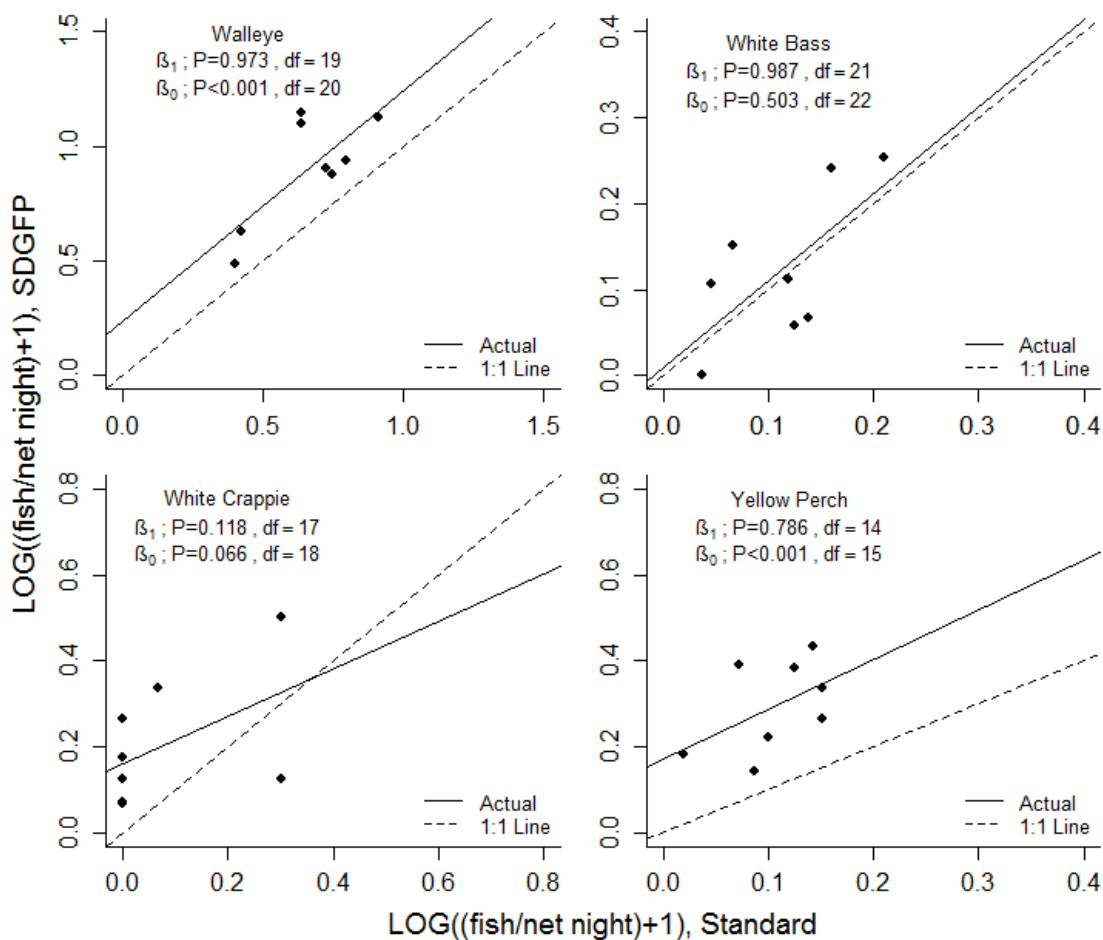 LOG((fish/net night)+1), SDGFP
Walleye
ß₁ ; P=0.973 , df = 19
ß₀ ; P<0.001 , df = 20
1.5
1.0
0.5
0.0
Actual
1:1 Line
0.0 0.5 1.0 1.5
White Bass
ß₁ ; P=0.987 , df = 21
ß₀ ; P=0.503 , df = 22
0.4
0.3
0.2
0.1
0.0
Actual
1:1 Line
0.0 0.1 0.2 0.3 0.4
White Crappie
ß₁ ; P=0.118 , df = 17
ß₀ ; P=0.066 , df = 18
0.8
0.6
0.4
0.2
0.0
Actual
1:1 Line
0.0 0.2 0.4 0.6 0.8
Yellow Perch
ß₁ ; P=0.786 , df = 14
ß₀ ; P<0.001 , df = 15
0.8
0.6
0.4
0.2
0.0
Actual
1:1 Line
0.0 0.1 0.2 0.3 0.4
LOG((fish/net night)+1), Standard